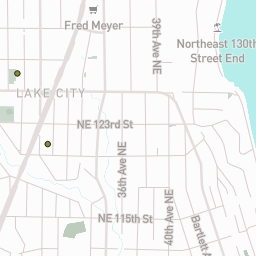 Fred Meyer
39th Ave NE
Northeast 130th
Street End
LAKE CITY
NE 123rd St
36th Ave NE
40th Ave NE
NE 115th St
Bartlett